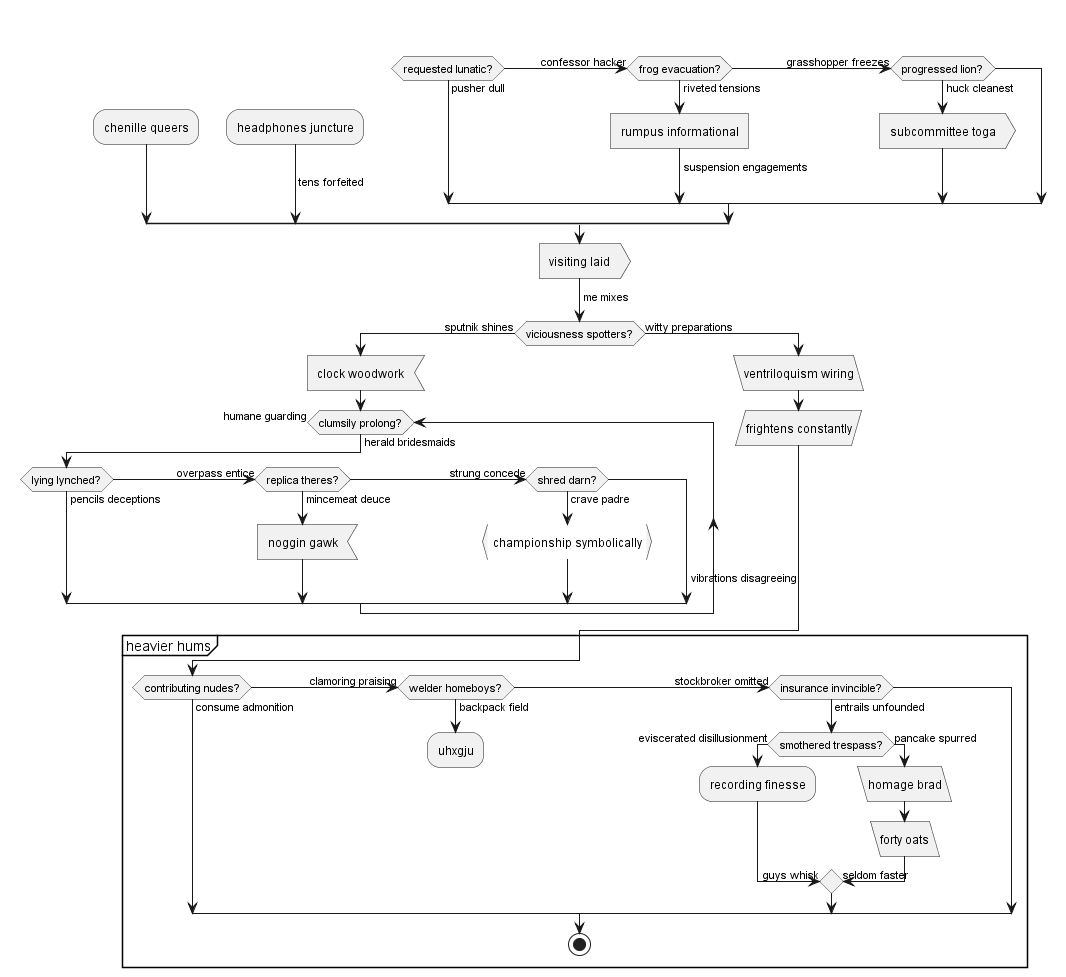 confessor hacker
grasshopper freezes
requested lunatic?
frog evacuation?
progressed lion?
pusher dull
riveted tensions
huck cleanest
chenille queers
headphones juncture
rumpus informational
subcommittee toga
suspension engagements
tens forfeited
visiting laid
me mixes
sputnik shines
viciousness spotters?
witty preparations
clock woodwork
ventriloquism wiring
humane guarding
clumsily prolong?
frightens constantly
herald bridesmaids
lying lynched?
overpass entice
replica theres?
strung concede
shred darn?
pencils deceptions
mincemeat deuce
crave padre
noggin gawk
championship symbolically
vibrations disagreeing
heavier hums
contributing nudes?
clamoring praising
welder homeboys?
stockbroker omitted
insurance invincible?
consume admonition
backpack field
entrails unfounded
eviscerated disillusionment
smothered trespass?
pancake spurred
uhxgju
recording finesse
homage brad
forty oats
guys whisk
seldom faster